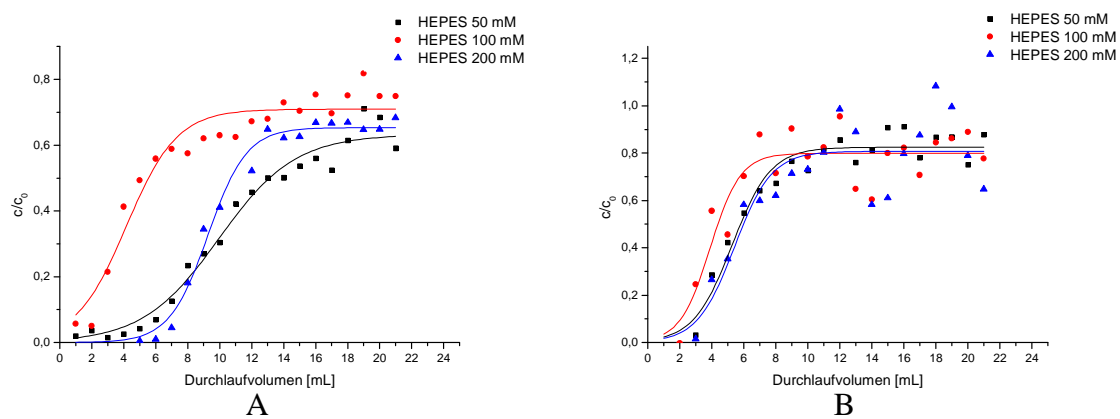 HEPES 50 mM
HEPES 100 mM
HEPES 200 mM
0,8
0,6
0,4
0,2
0,0
c/c0
0 2 4 6 8 10 12 14 16 18 20 22 24
Durchlaufvolumen [mL]
A
HEPES 50 mM
HEPES 100 mM
HEPES 200 mM
1,2
1,0
0,8
0,6
0,4
0,2
0,0
c/c0
0 2 4 6 8 10 12 14 16 18 20 22 24
Durchlaufvolumen [mL]
B